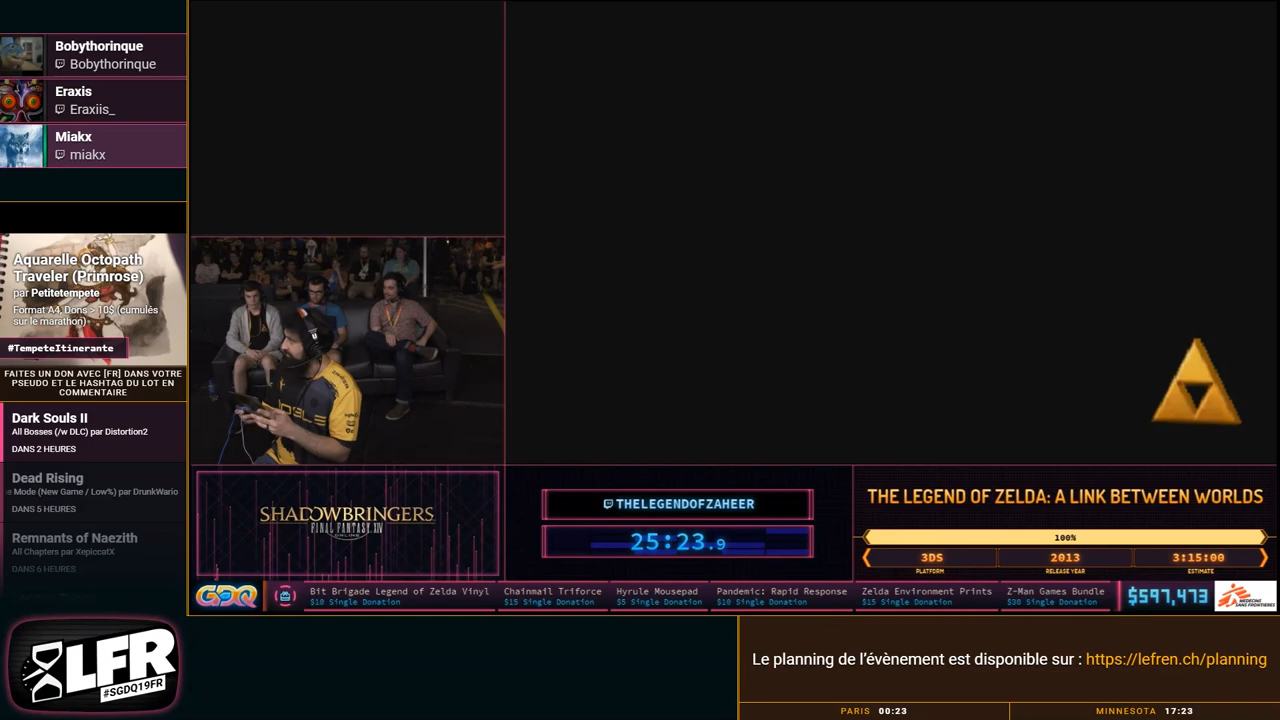 Bobythorinque
Bobythorinque
Eraxis
Eraxiis_
Miakx
miakx
Aquarelle Octopath
Traveler (Primrose)
par Petitetempete
Format A4, Dons > 10$ (cumulés
sur le marathon)
#TempeteItinerante
FAITES UN DON AVEC [FR] DANS VOTRE
PSEUDO ET LE HASHTAG DU LOT EN
COMMENTAIRE
Dark Souls II
All Bosses (/w DLC) par Distortion2
DANS 2 HEURES
Dead Rising
e Mode (New Game / Low%) par DrunkWario
DANS 5 HEURES
Remnants of Naezith
All Chapters par XepiccatX
DANS 6 HEURES
LFR
#SGDQ19FR
SHADOWBRINGERS
FINAL FANTASY XIV
ONLINE
THELEGENDOFZAHEER
25:23.9
THE LEGEND OF ZELDA: A LINK BETWEEN WORLDS
100%
3DS
2013
3:15:00
PLATFORM
RELEASE YEAR
ESTIMATE
GDQ
Bit Brigade Legend of Zelda Vinyl
$10 Single Donation
Chainmail Triforce
$15 Single Donation
Hyrule Mousepad
$5 Single Donation
Pandemic: Rapid Response
$10 Single Donation
Zelda Environment Prints
$15 Single Donation
Z-Man Games Bundle
$30 Single Donation
$597,473
MEDECINS
SANS FRONTIERES
Le planning de l'évènement est disponible sur : https://lefren.ch/planning
PARIS 00:23
MINNESOTA 17:23